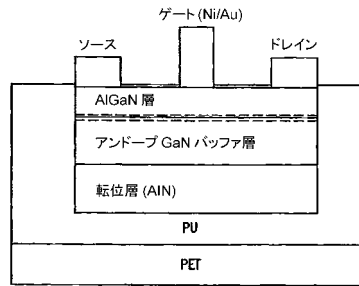 ゲート(Ni/Au)
ソース
ドレイン
AlGaN 層
アンドープ GaN バッファ層
転位層 (AlN)
PU
PET